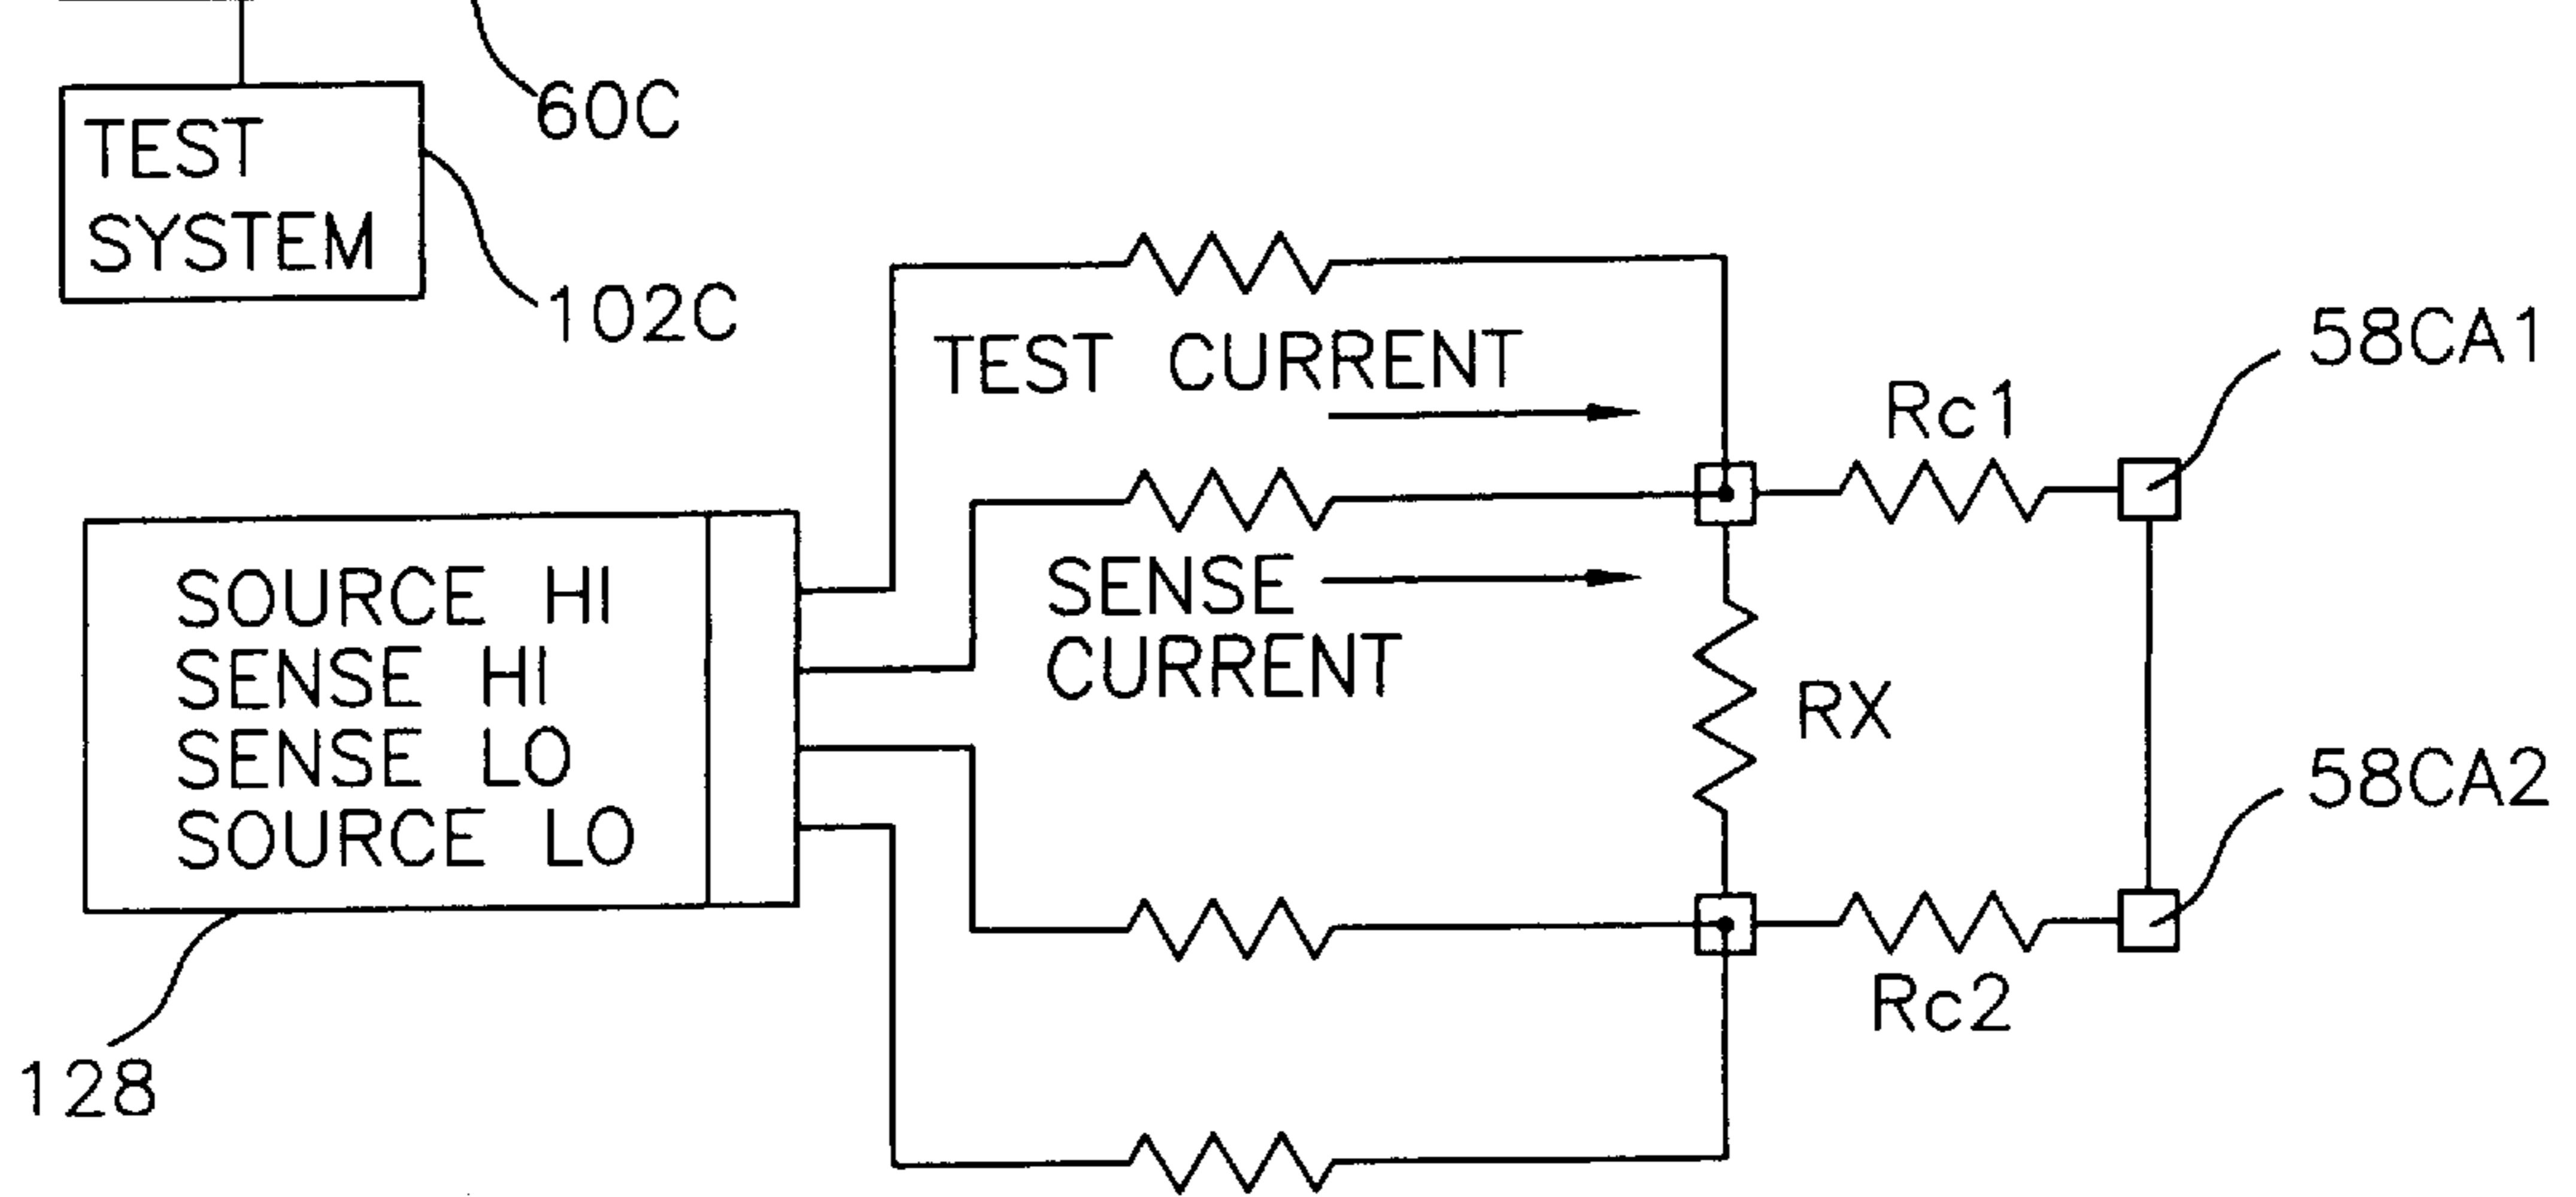 60C
TEST
SYSTEM
102C
TEST CURRENT
58CA1
Rc1
SENSE
CURRENT
SOURCE HI
SENSE HI
SENSE LO
SOURCE LO
RX
58CA2
Rc2
128